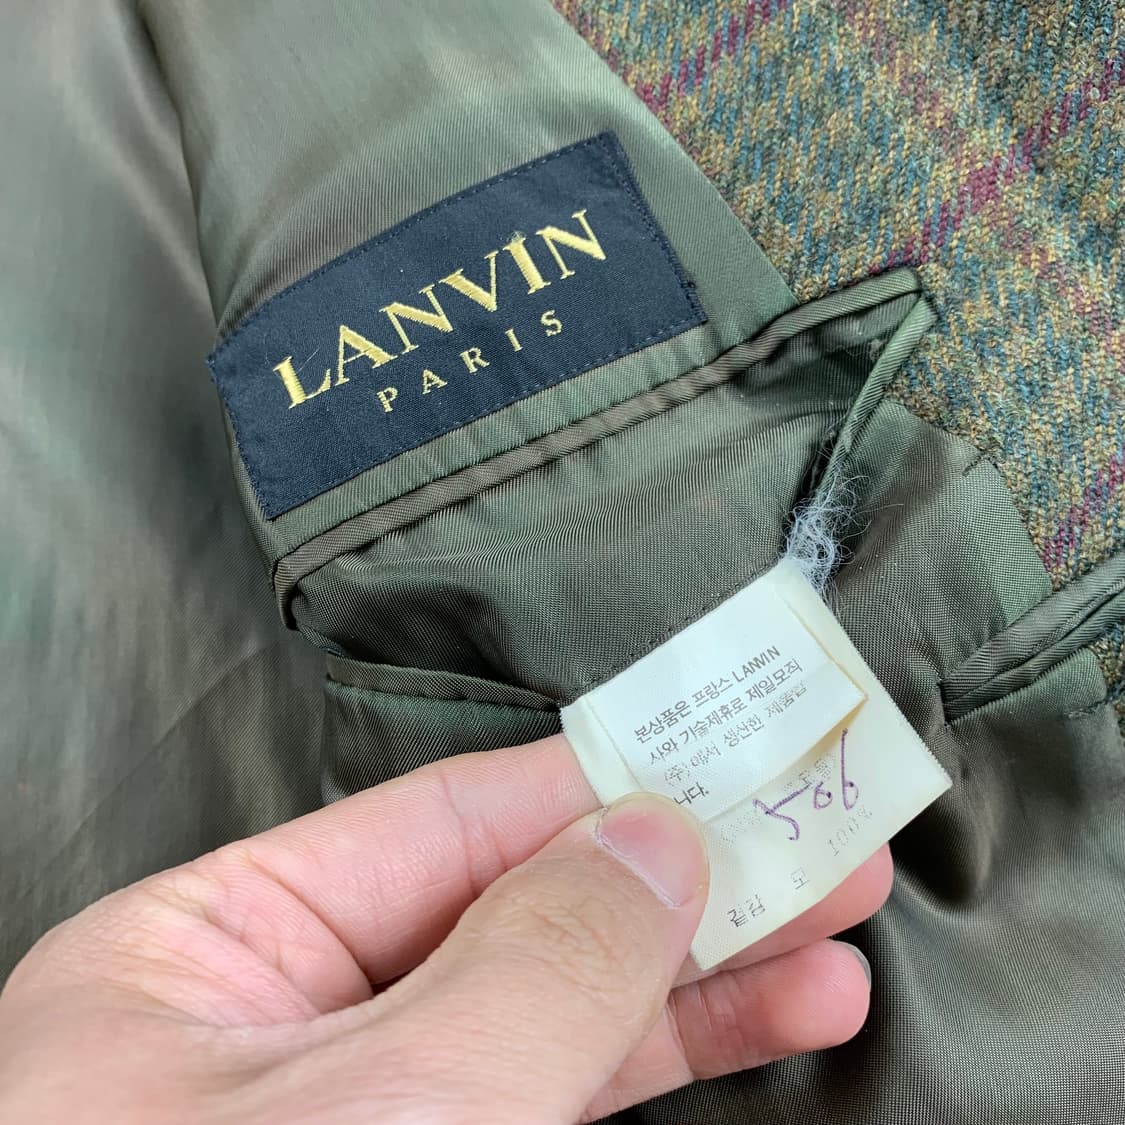 LANVIN
PARIS
본상품은 프랑스 LANVIN
사와 기술제휴로 제일모직
(주)에서 생산한 제품입
니다.
506
겉감 모 100%